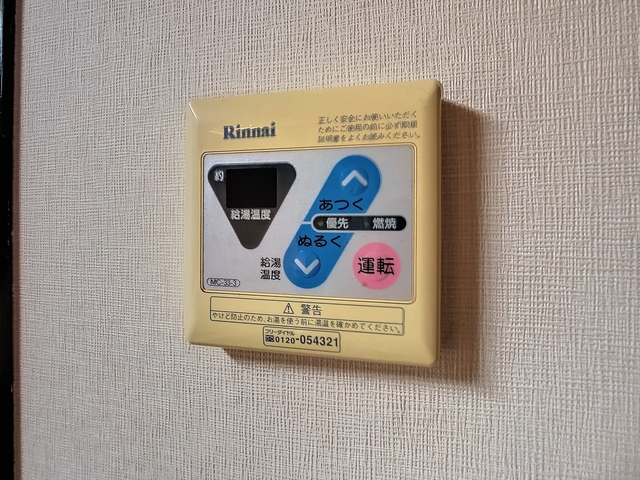 Rinnai
正しく安全にお使いいただく
ためにご使用の前に必ず取扱
説明書をよくお読みください。
約
給湯温度
あつく
優先 燃焼
ぬるく
給湯
温度
運転
MC-33-3
警告
やけど防止のため、お湯を使う前に湯温を確かめてください。
フリーダイヤル
0120-054321